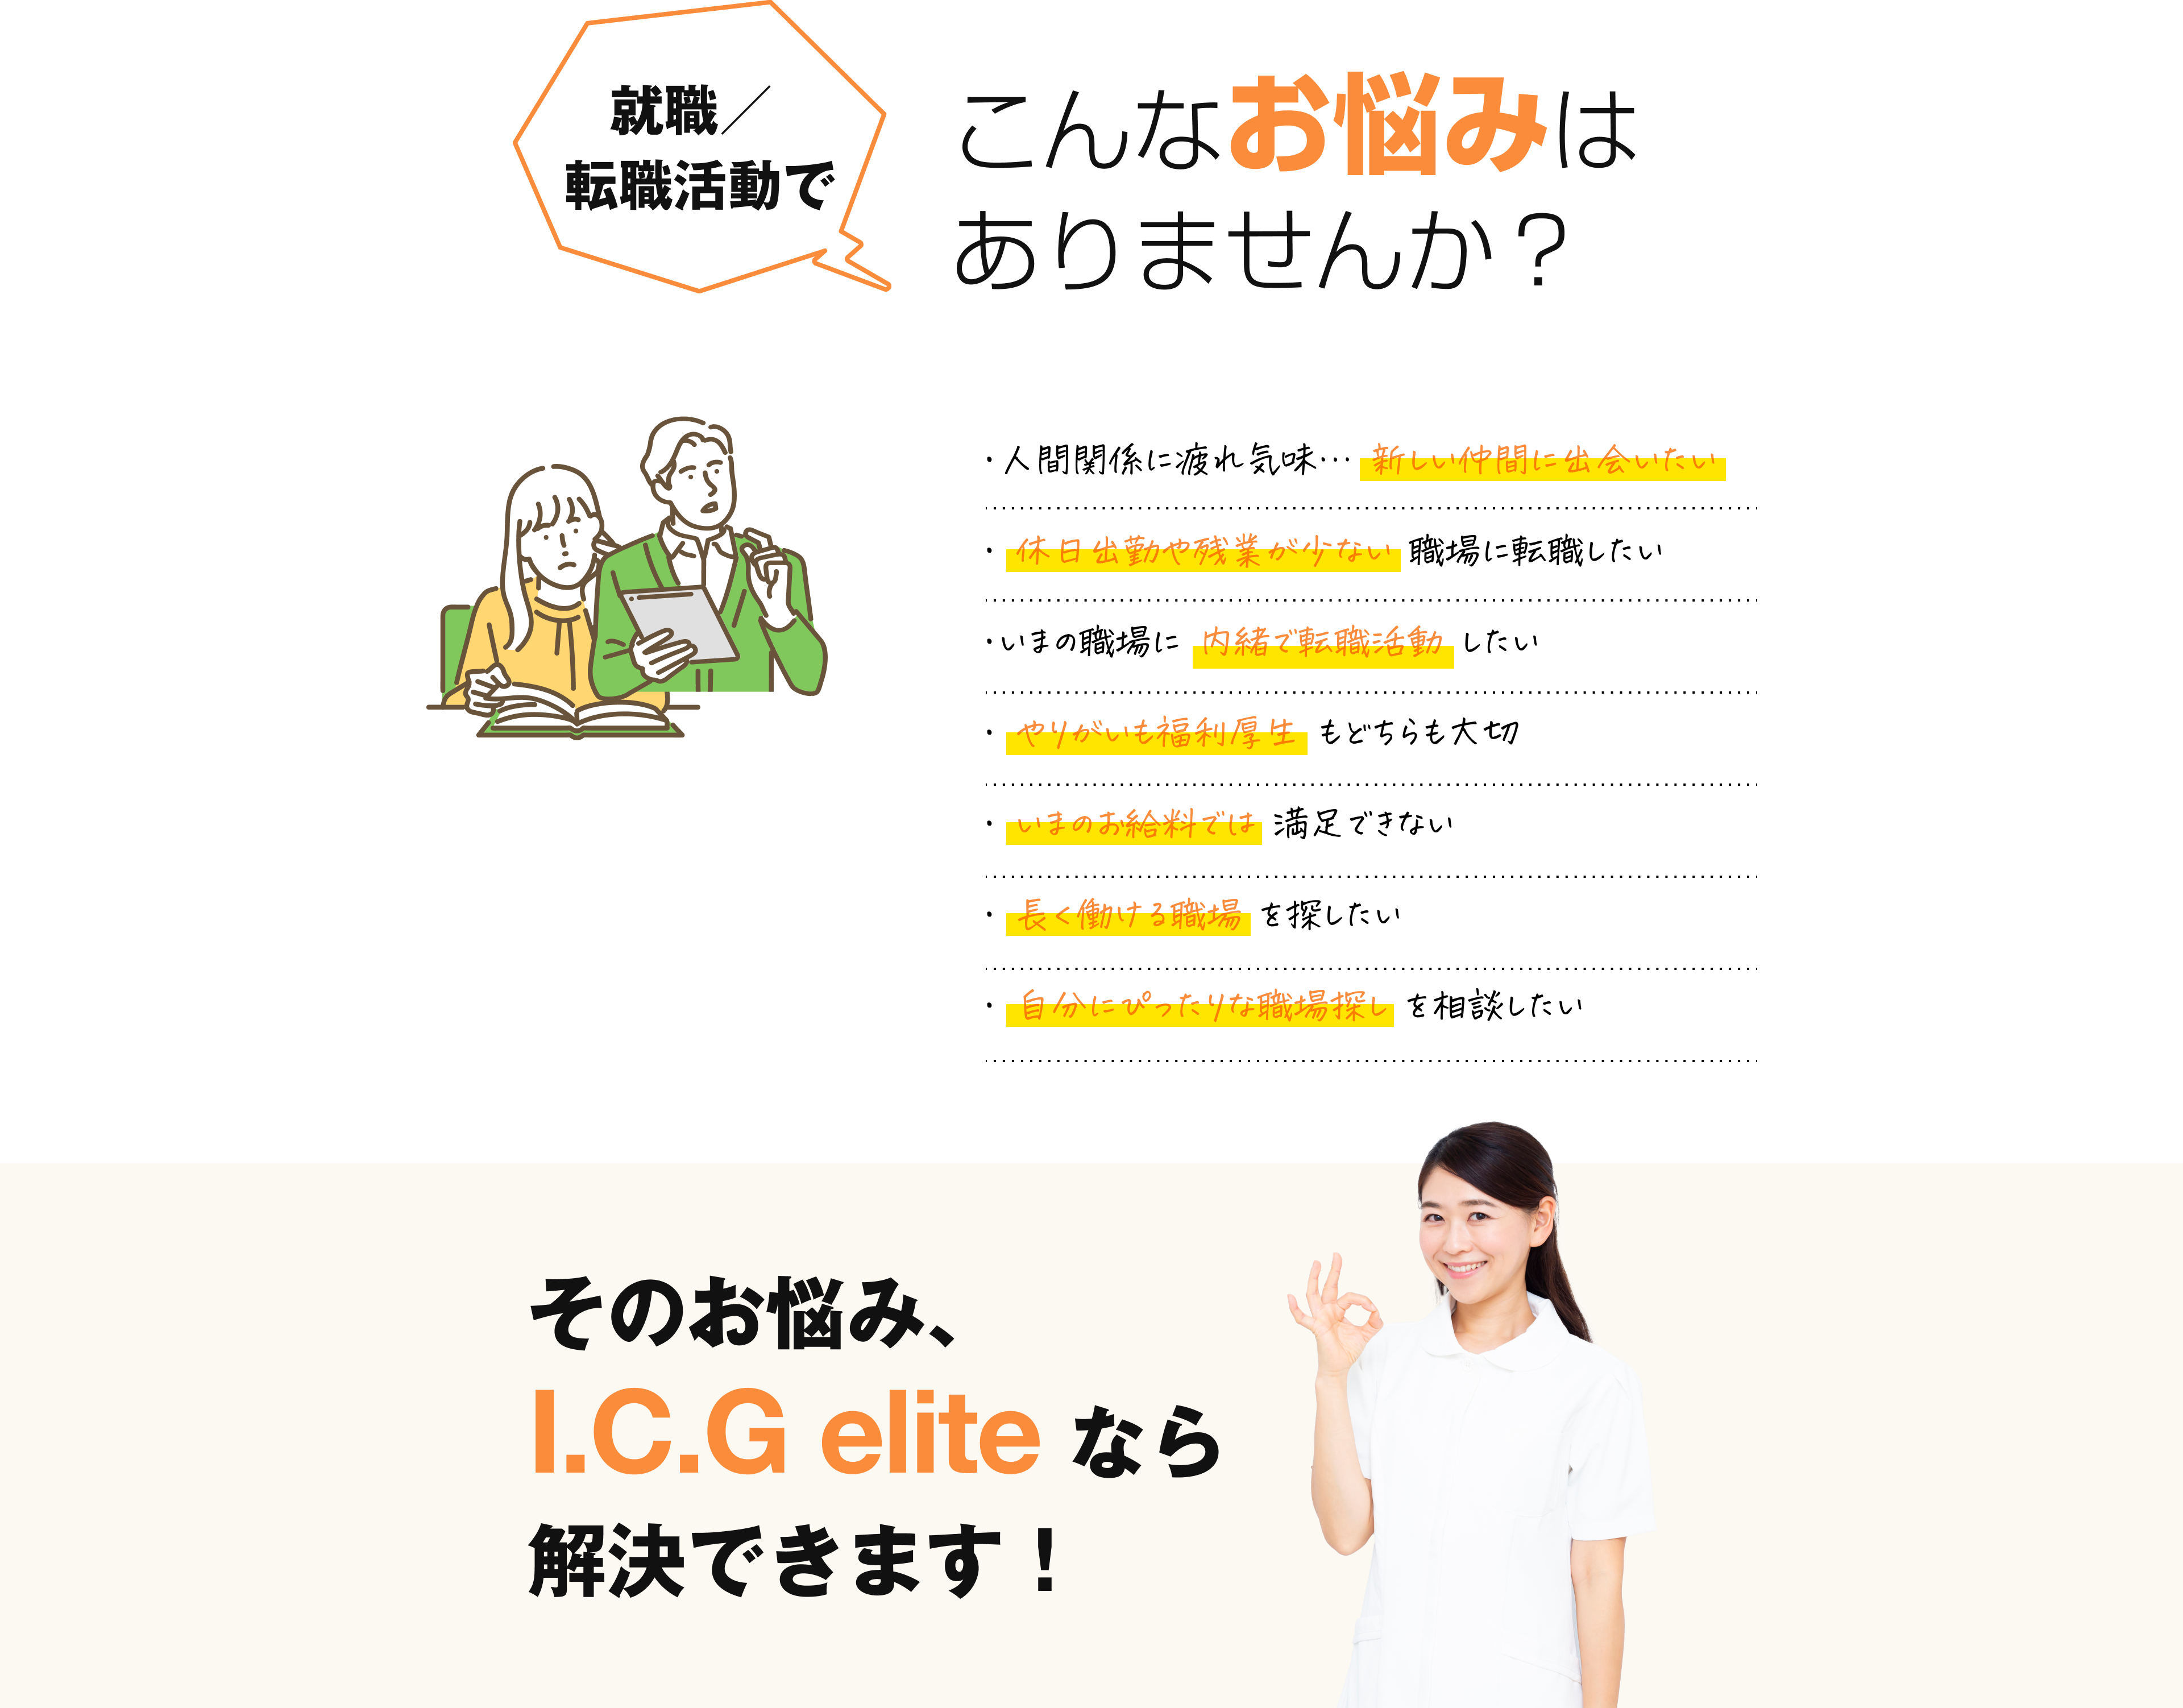 就職／
転職活動で
こんなお悩みは
ありませんか？
・人間関係に疲れ気味… 新しい仲間に出会いたい
・休日出勤や残業が少ない 職場に転職したい
・いまの職場に 内緒で転職活動 したい
・やりがいも福利厚生 もどちらも大切
・いまのお給料では 満足できない
・長く働ける職場 を探したい
・自分にぴったりな職場探し を相談したい
そのお悩み、
I.C.G elite なら
解決できます！